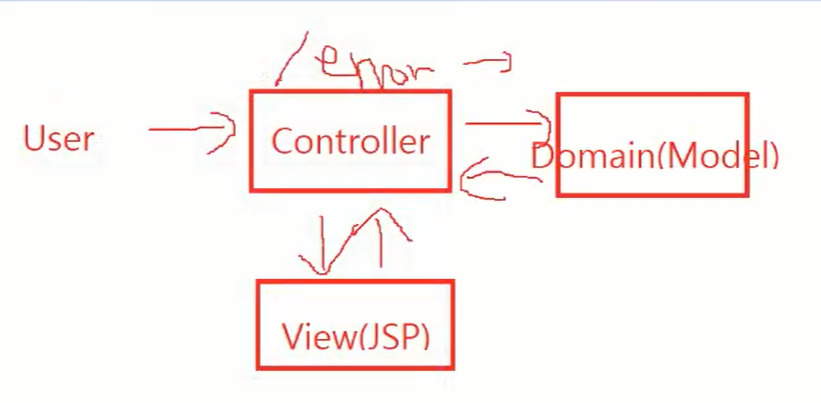 /error
User
Controller
Domain(Model)
View(JSP)